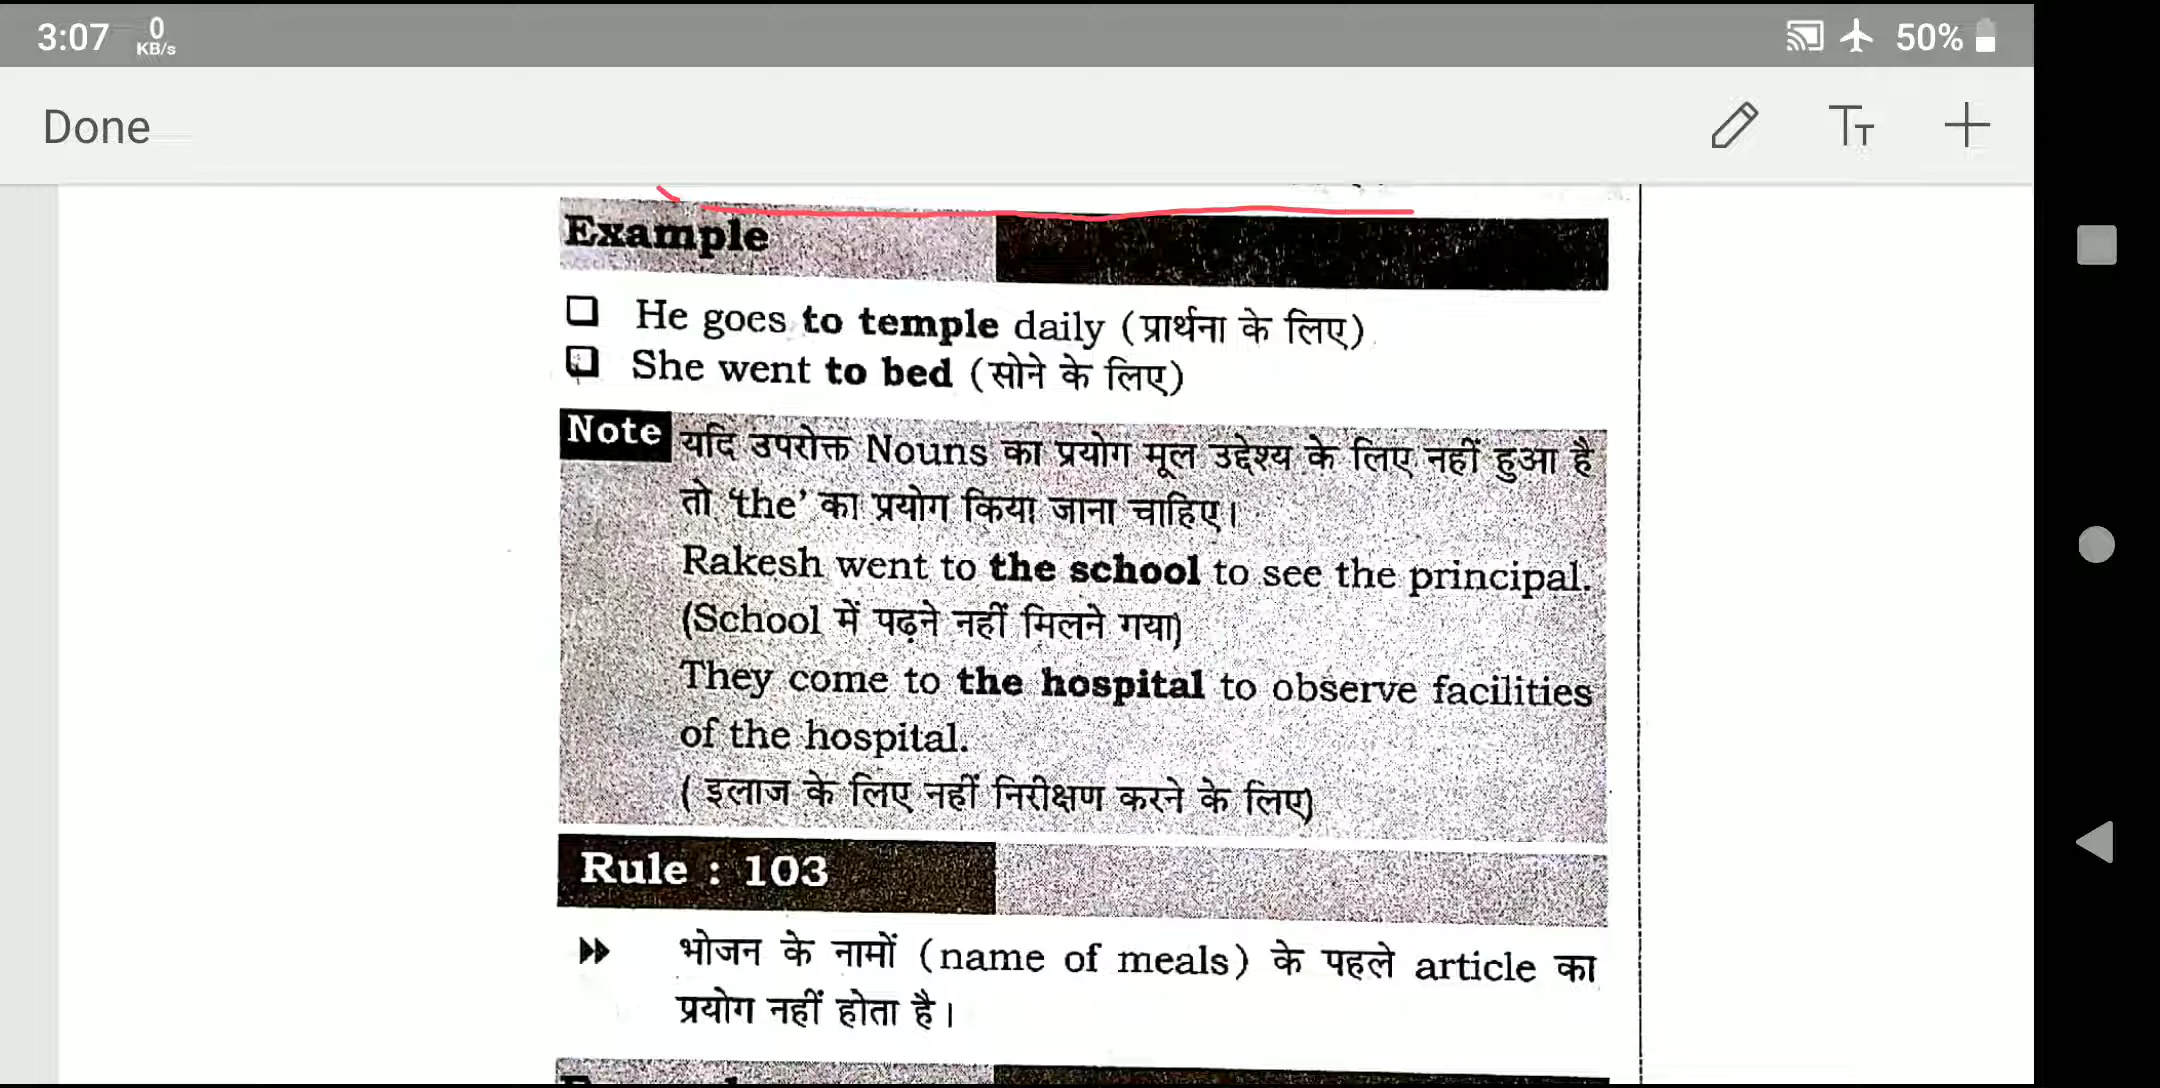 3:07 0 KB/s 50%
Done
Example
He goes to temple daily (प्रार्थना के लिए)
She went to bed (सोने के लिए)
Note यदि उपरोक्त Nouns का प्रयोग मूल उद्देश्य के लिए नहीं हुआ है
तो ‘the’ का प्रयोग किया जाना चाहिए।
Rakesh went to the school to see the principal.
(School में पढ़ने नहीं मिलने गया)
They come to the hospital to observe facilities
of the hospital.
( इलाज के लिए नहीं निरीक्षण करने के लिए)
Rule : 103
भोजन के नामों (name of meals) के पहले article का
प्रयोग नहीं होता है।